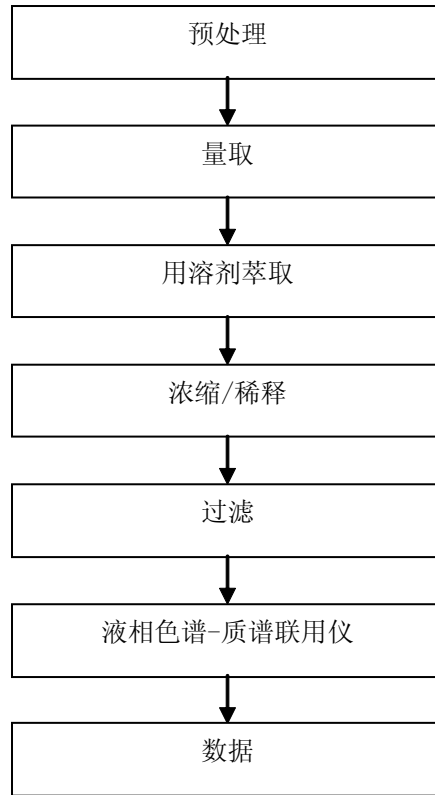 预处理
量取
用溶剂萃取
浓缩/稀释
过滤
液相色谱-质谱联用仪
数据